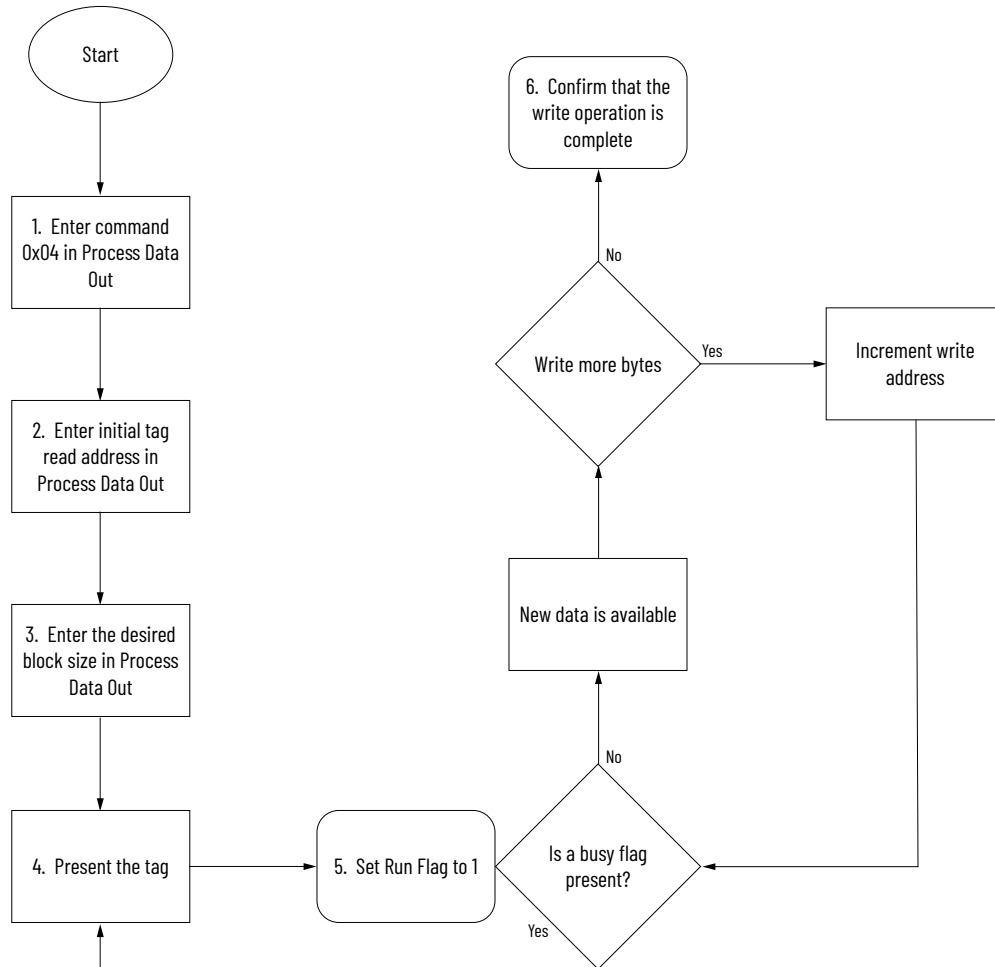 Start
1. Enter command
0x04 in Process Data
Out
2. Enter initial tag
read address in
Process Data Out
3. Enter the desired
block size in Process
Data Out
4. Present the tag
5. Set Run Flag to 1
Is a busy flag
present?
Yes
No
New data is available
Write more bytes
Yes
No
Increment write
address
6. Confirm that the
write operation is
complete